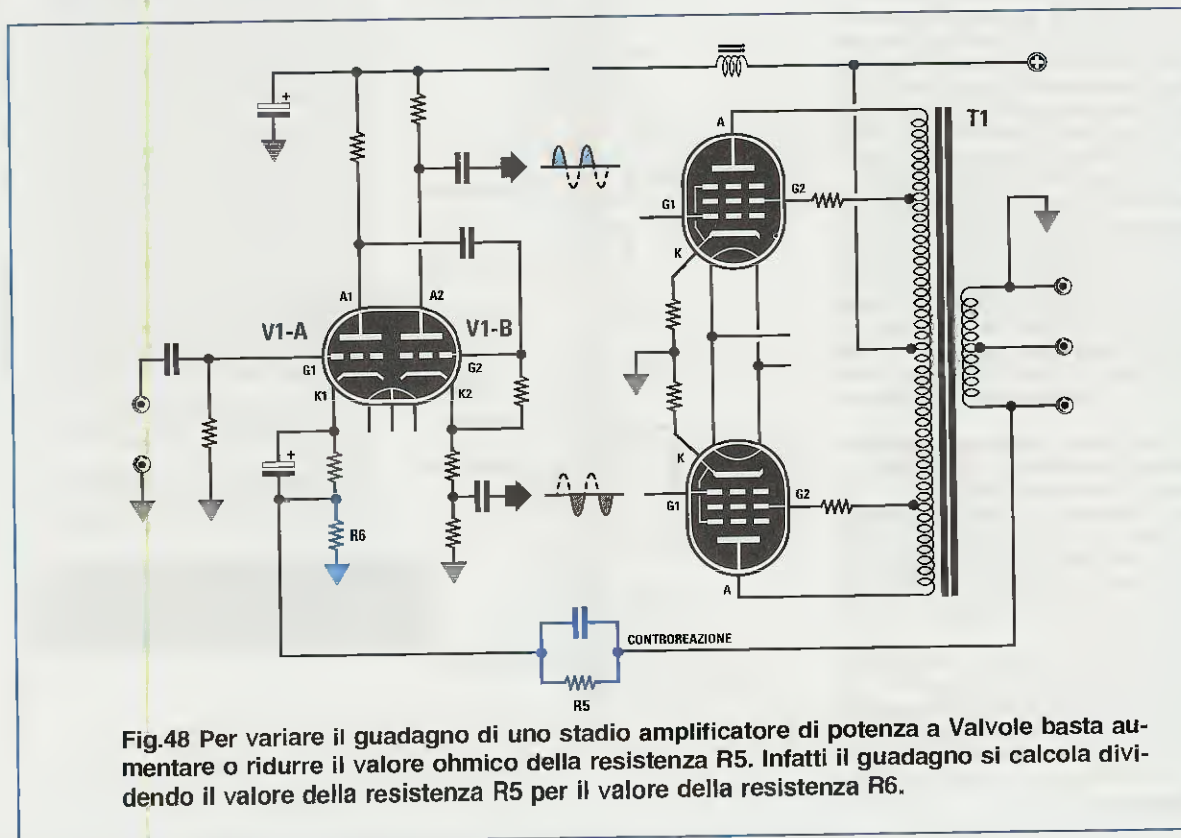 T1
A
G2
G1
K
A1
A2
V1-A
V1-B
G1
G2
K1
K2
+
+
K
G1
G2
R6
A
CONTROREAZIONE
R5
Fig.48 Per variare il guadagno di uno stadio amplificatore di potenza a Valvole basta au-
mentare o ridurre il valore ohmico della resistenza R5. Infatti il guadagno si calcola divi-
dendo il valore della resistenza R5 per il valore della resistenza R6.